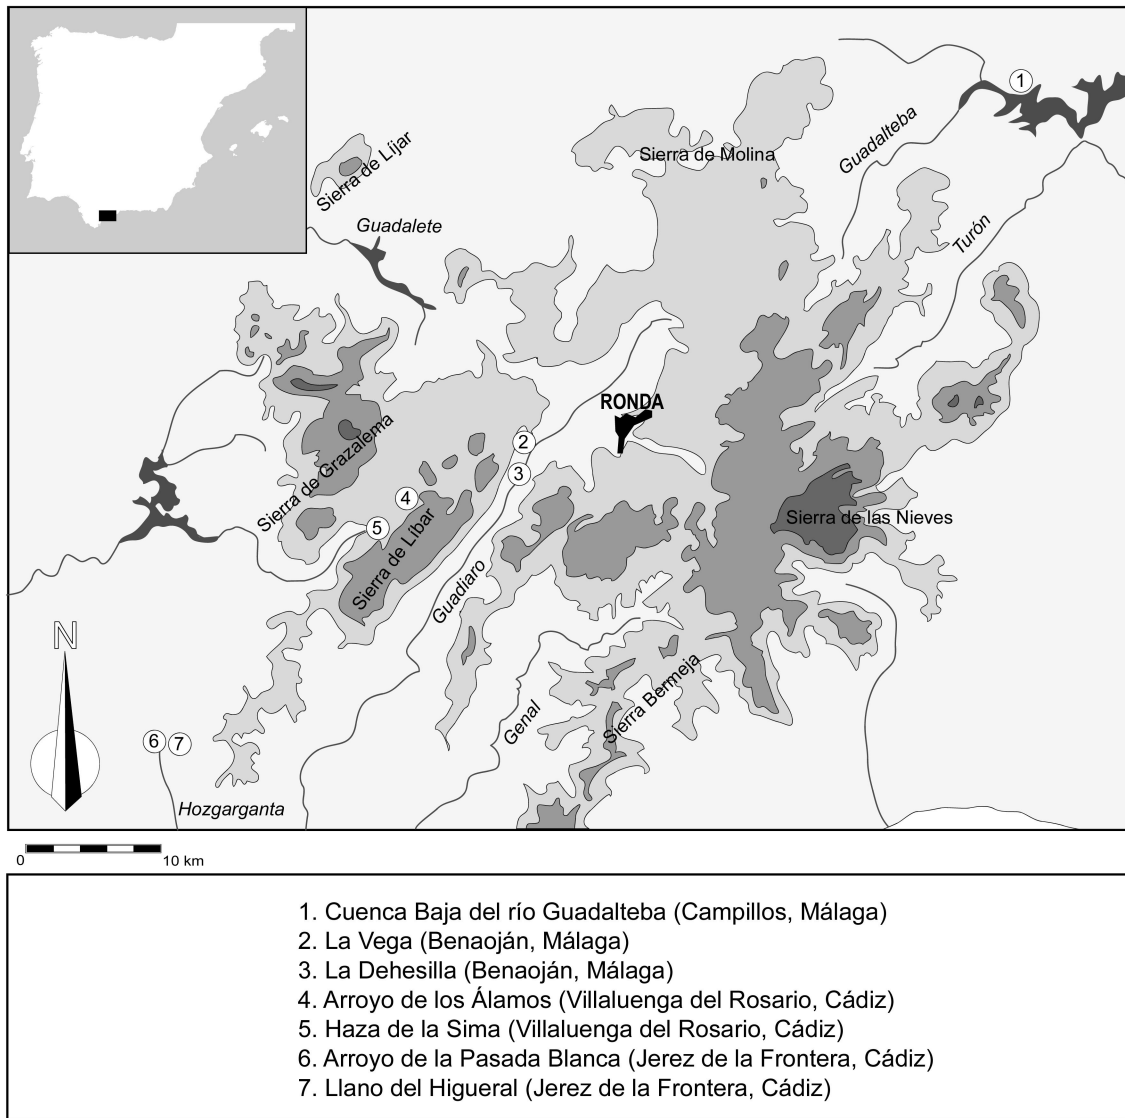 1
Sierra de Líjar
Sierra de Molina
Guadalteba
Guadalete
Turón
RONDA
2
3
Sierra de Grazalema
4
5
Sierra de Líbar
Sierra de las Nieves
Guadiaro
N
Genal
Sierra Bermeja
6
7
Hozgarganta
0
10 km
1. Cuenca Baja del río Guadalteba (Campillos, Málaga)
2. La Vega (Benaoján, Málaga)
3. La Dehesilla (Benaoján, Málaga)
4. Arroyo de los Álamos (Villaluenga del Rosario, Cádiz)
5. Haza de la Sima (Villaluenga del Rosario, Cádiz)
6. Arroyo de la Pasada Blanca (Jerez de la Frontera, Cádiz)
7. Llano del Higueral (Jerez de la Frontera, Cádiz)